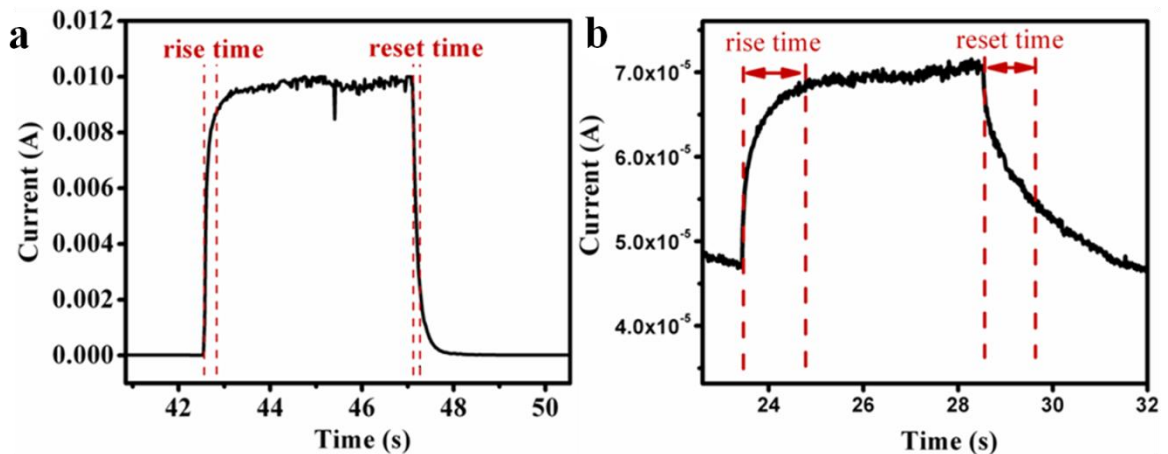 a
rise time
reset time
0.012
0.010
0.008
0.006
0.004
0.002
0.000
Current (A)
42
44
46
48
50
Time (s)
b
rise time
reset time
7.0x10⁻⁵
6.0x10⁻⁵
5.0x10⁻⁵
4.0x10⁻⁵
Current (A)
24
26
28
30
32
Time (s)